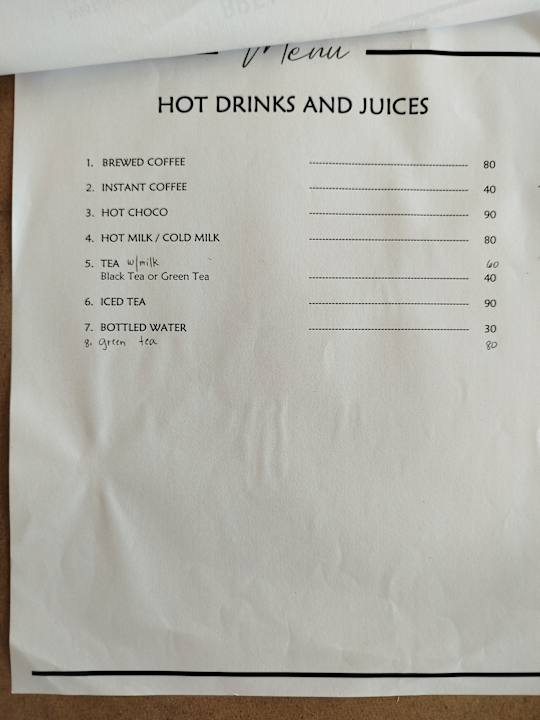 Menu
HOT DRINKS AND JUICES
1. BREWED COFFEE 80
2. INSTANT COFFEE 40
3. HOT CHOCO 90
4. HOT MILK / COLD MILK 80
5. TEA w/milk 60
Black Tea or Green Tea 40
6. ICED TEA 90
7. BOTTLED WATER 30
8. green tea 80